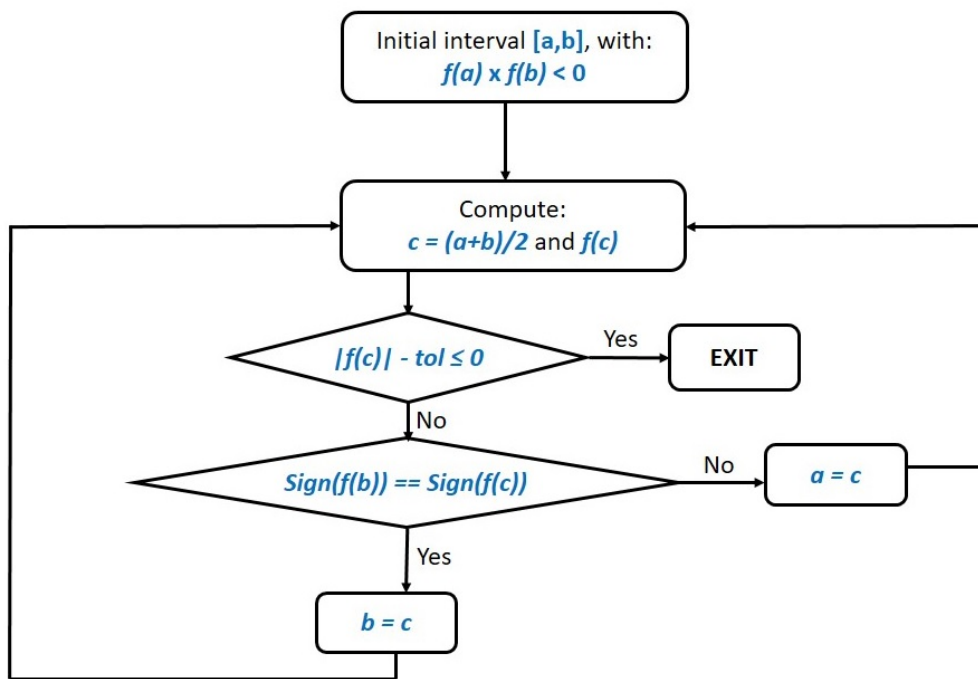 Initial interval [a,b], with:
f(a) x f(b) < 0
Compute:
c = (a+b)/2 and f(c)
|f(c)| - tol ≤ 0
Yes
EXIT
No
Sign(f(b)) == Sign(f(c))
No
a = c
Yes
b = c